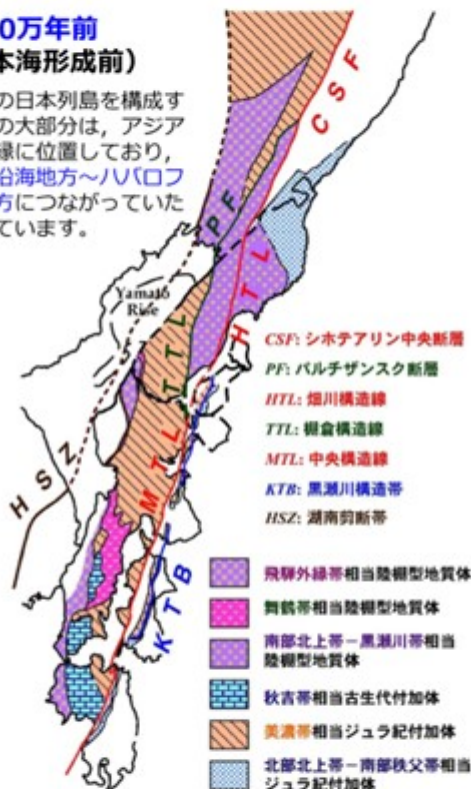 0万年前
本海形成前）
の日本列島を構成す
の大部分は，アジア
縁に位置しており，
沿海地方～ハバロフ
方につながっていた
ています。
CSF
PF
HTL
Yamato
Rise
TTL
MTL
HSZ
KTB
CSF: シホテアリン中央断層
PF: パルチザンスク断層
HTL: 畑川構造線
TTL: 棚倉構造線
MTL: 中央構造線
KTB: 黒瀬川構造帯
HSZ: 湖南剪断帯
飛騨外縁帯相当陸棚型地質体
舞鶴帯相当陸棚型地質体
南部北上帯－黒瀬川帯相当
陸棚型地質体
秋吉帯相当古生代付加体
美濃帯相当ジュラ紀付加体
北部北上帯－南部秩父帯相当
ジュラ紀付加体